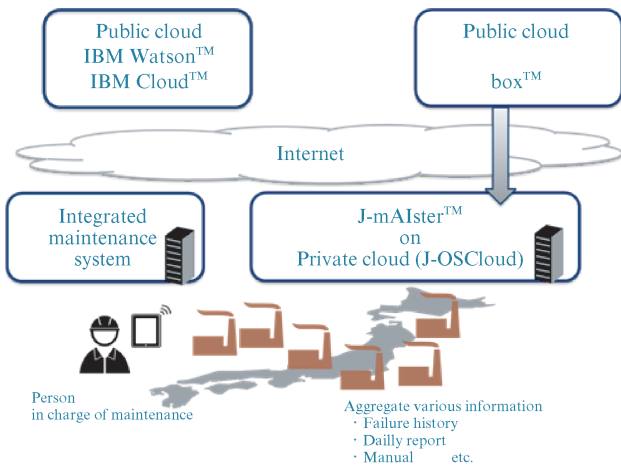 Public cloud
IBM Watson™
IBM Cloud™
Public cloud
box™
Internet
Integrated
maintenance
system
J-mAIster™
on
Private cloud (J-OSCloud)
Person
in charge of maintenance
Aggregate various information
· Failure history
· Dailly report
· Manual etc.